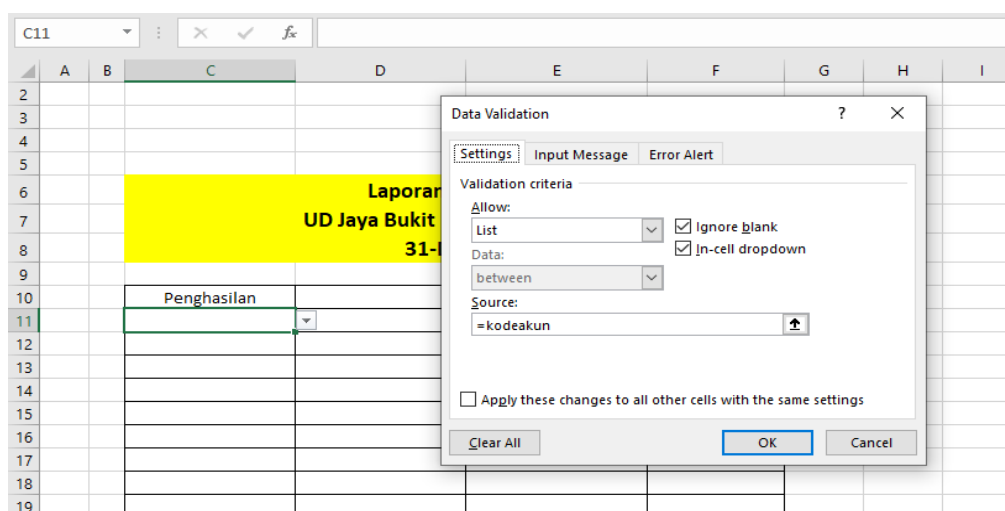 C11 fx
A B C D E F G H I
2
3
4
5
6
7
8
9
10
11
12
13
14
15
16
17
18
19
UD Jaya Bukit
Penghasilan
Data Validation ?
Settings Input Message Error Alert
Validation criteria
Allow:
List
Ignore blank
In-cell dropdown
Data:
between
Source:
=kodeakun
Apply these changes to all other cells with the same settings
Clear All OK Cancel